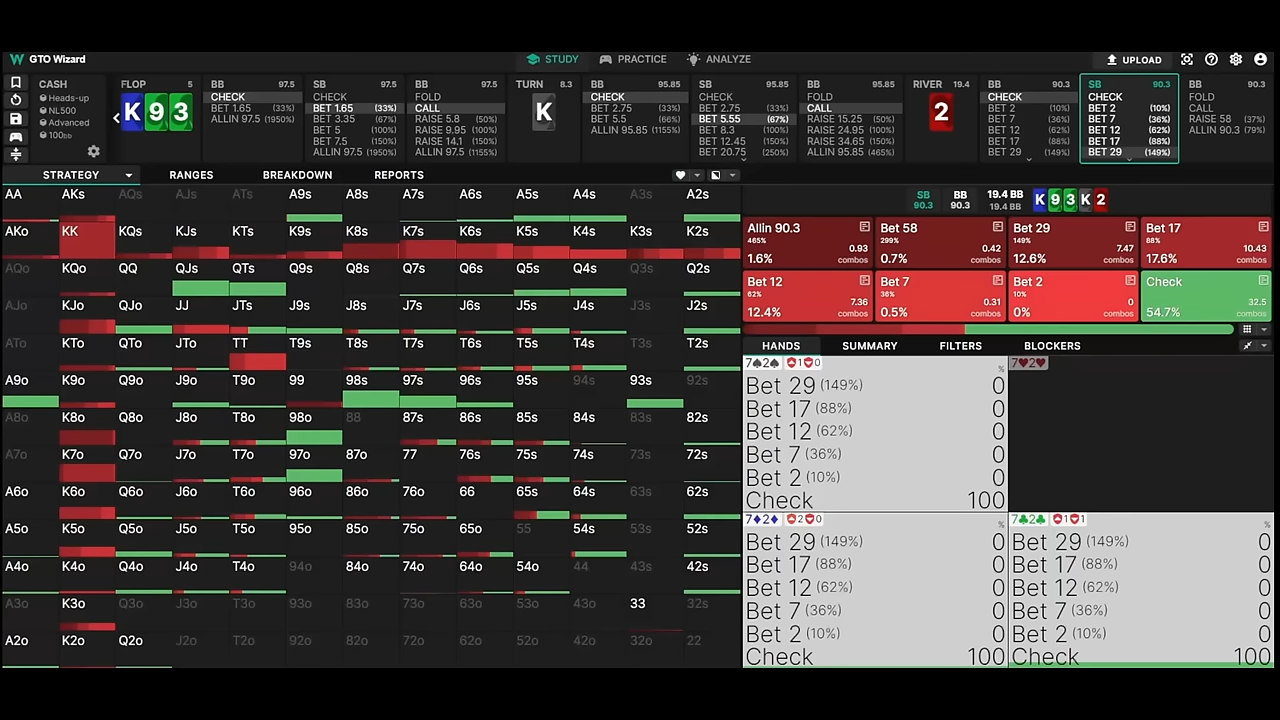 GTO Wizard
STUDY PRACTICE ANALYZE
UPLOAD
CASH
Heads-up
NL500
Advanced
100BB
FLOP 5
K 9 3
BB 97.5
CHECK
BET 1.65 (33%)
ALLIN 97.5 (1950%)
SB 97.5
CHECK
BET 1.65 (33%)
BET 3.35 (67%)
BET 5 (100%)
BET 7.5 (150%)
ALLIN 97.5 (1950%)
BB 97.5
FOLD
CALL
RAISE 5.8 (50%)
RAISE 9.95 (100%)
RAISE 14.1 (150%)
ALLIN 97.5 (1155%)
TURN 8.3
K
BB 95.85
CHECK
BET 2.75 (33%)
BET 5.5 (66%)
ALLIN 95.85 (1155%)
SB 95.85
CHECK
BET 2.75 (33%)
BET 5.55 (67%)
BET 8.3 (100%)
BET 12.45 (150%)
BET 20.75 (250%)
BB 95.85
FOLD
CALL
RAISE 15.25 (50%)
RAISE 24.95 (100%)
RAISE 34.65 (150%)
ALLIN 95.85 (465%)
RIVER 19.4
2
BB 90.3
CHECK
BET 2 (10%)
BET 7 (36%)
BET 12 (62%)
BET 17 (88%)
BET 29 (149%)
SB 90.3
CHECK
BET 2 (10%)
BET 7 (36%)
BET 12 (62%)
BET 17 (88%)
BET 29 (149%)
BB 90.3
FOLD
CALL
RAISE 58 (37%)
ALLIN 90.3 (79%)
STRATEGY RANGES BREAKDOWN REPORTS
AA AKs AQs AJs ATs A9s A8s A7s A6s A5s A4s A3s A2s
AKo KK KQs KJs KTs K9s K8s K7s K6s K5s K4s K3s K2s
AQo KQo QQ QJs QTs Q9s Q8s Q7s Q6s Q5s Q4s Q3s Q2s
AJo KJo QJo JJ JTs J9s J8s J7s J6s J5s J4s J3s J2s
ATo KTo QTo JTo TT T9s T8s T7s T6s T5s T4s T3s T2s
A9o K9o Q9o J9o T9o 99 98s 97s 96s 95s 94s 93s 92s
A8o K8o Q8o J8o T8o 98o 88 87s 86s 85s 84s 83s 82s
A7o K7o Q7o J7o T7o 97o 87o 77 76s 75s 74s 73s 72s
A6o K6o Q6o J6o T6o 96o 86o 76o 66 65s 64s 63s 62s
A5o K5o Q5o J5o T5o 95o 85o 75o 65o 55 54s 53s 52s
A4o K4o Q4o J4o T4o 94o 84o 74o 64o 54o 44 43s 42s
A3o K3o Q3o J3o T3o 93o 83o 73o 63o 53o 43o 33 32s
A2o K2o Q2o J2o T2o 92o 82o 72o 62o 52o 42o 32o 22
SB 90.3
BB 90.3
19.4 BB
19.4 BB
K 9 3 K 2
Allin 90.3
465%
0.93
1.6% combos
Bet 58
299%
0.42
0.7% combos
Bet 29
149%
7.47
12.6% combos
Bet 17
88%
10.43
17.6% combos
Bet 12
62%
7.36
12.4% combos
Bet 7
36%
0.31
0.5% combos
Bet 2
10%
0
0% combos
Check
32.5
54.7% combos
HANDS SUMMARY FILTERS BLOCKERS
7♠2♠ 1 0
%
Bet 29 (149%) 0
Bet 17 (88%) 0
Bet 12 (62%) 0
Bet 7 (36%) 0
Bet 2 (10%) 0
Check 100
7♥2♥
7♦2♦ 2 0
%
Bet 29 (149%) 0
Bet 17 (88%) 0
Bet 12 (62%) 0
Bet 7 (36%) 0
Bet 2 (10%) 0
Check 100
7♣2♣ 1 1
%
Bet 29 (149%) 0
Bet 17 (88%) 0
Bet 12 (62%) 0
Bet 7 (36%) 0
Bet 2 (10%) 0
Check 100